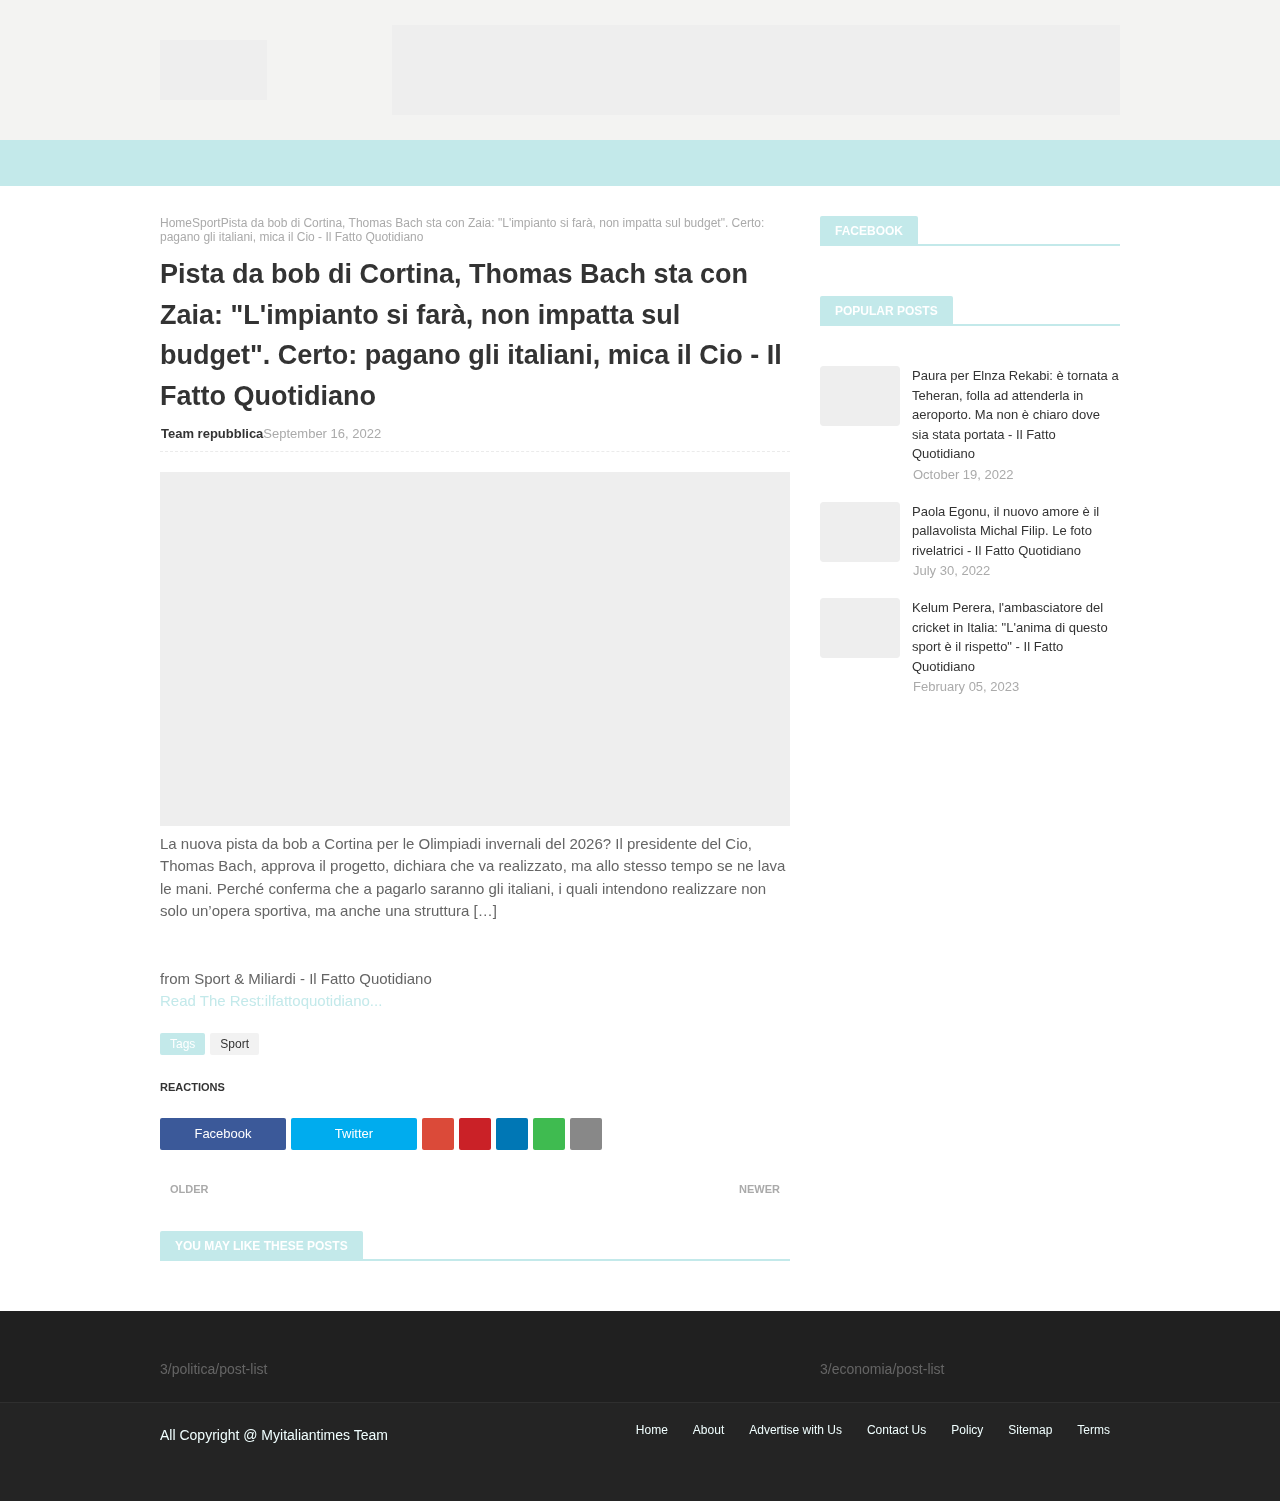 HomeSportPista da bob di Cortina, Thomas Bach sta con Zaia: "L'impianto si farà, non impatta sul budget". Certo:
pagano gli italiani, mica il Cio - Il Fatto Quotidiano
Pista da bob di Cortina, Thomas Bach sta con
Zaia: "L'impianto si farà, non impatta sul
budget". Certo: pagano gli italiani, mica il Cio - Il
Fatto Quotidiano
Team repubblicaSeptember 16, 2022
La nuova pista da bob a Cortina per le Olimpiadi invernali del 2026? Il presidente del Cio,
Thomas Bach, approva il progetto, dichiara che va realizzato, ma allo stesso tempo se ne lava
le mani. Perché conferma che a pagarlo saranno gli italiani, i quali intendono realizzare non
solo un’opera sportiva, ma anche una struttura […]
from Sport & Miliardi - Il Fatto Quotidiano
Read The Rest:ilfattoquotidiano...
Tags Sport
REACTIONS
Facebook Twitter
OLDER NEWER
YOU MAY LIKE THESE POSTS
FACEBOOK
POPULAR POSTS
Paura per Elnza Rekabi: è tornata a
Teheran, folla ad attenderla in
aeroporto. Ma non è chiaro dove
sia stata portata - Il Fatto
Quotidiano
October 19, 2022
Paola Egonu, il nuovo amore è il
pallavolista Michal Filip. Le foto
rivelatrici - Il Fatto Quotidiano
July 30, 2022
Kelum Perera, l'ambasciatore del
cricket in Italia: "L'anima di questo
sport è il rispetto" - Il Fatto
Quotidiano
February 05, 2023
3/politica/post-list 3/economia/post-list
All Copyright @ Myitaliantimes Team
Home About Advertise with Us Contact Us Policy Sitemap Terms